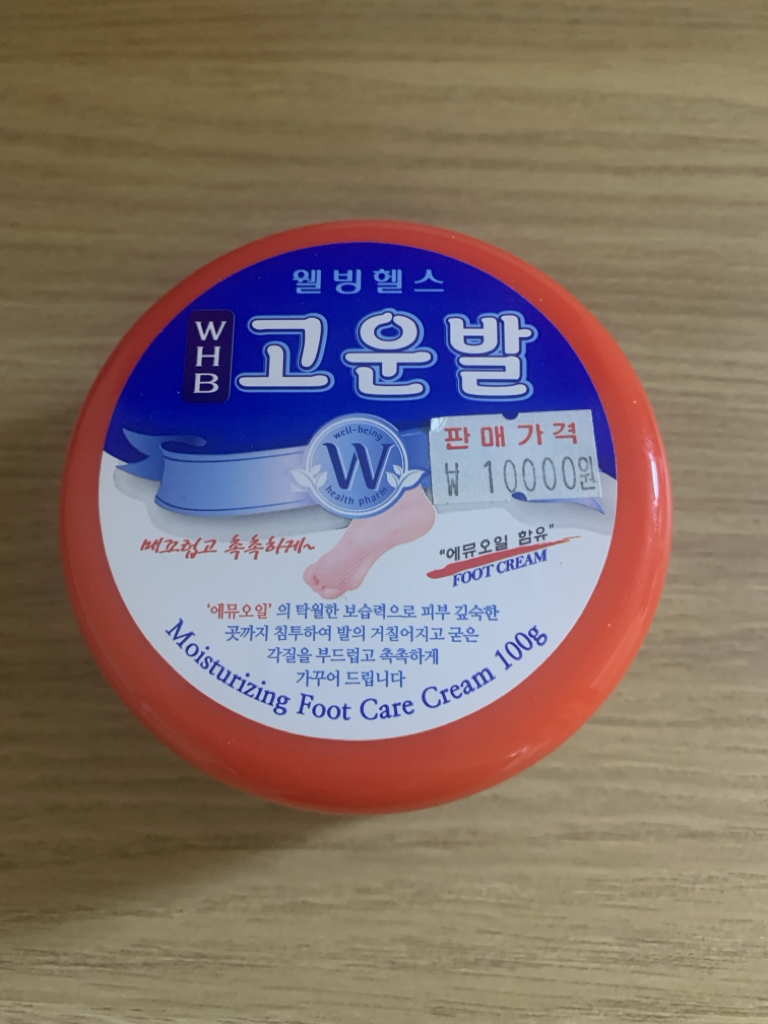 웰빙헬스
WHB
고운발
well-being
W
health pharm
판매가격
₩ 10000원
매끄럽고 촉촉하게~
"에뮤오일 함유"
FOOT CREAM
'에뮤오일' 의 탁월한 보습력으로 피부 깊숙한
곳까지 침투하여 발의 거칠어지고 굳은
각질을 부드럽고 촉촉하게
가꾸어 드립니다
Moisturizing Foot Care Cream 100g